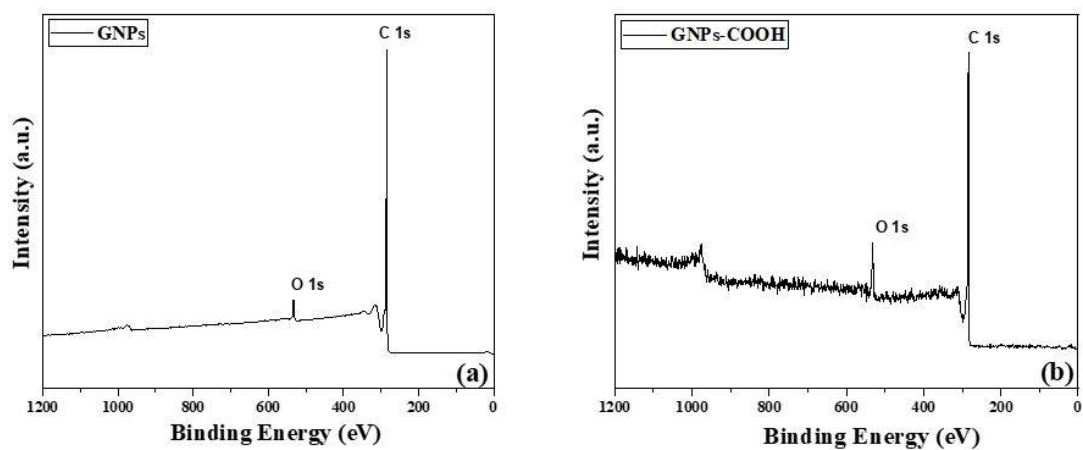 GNPs
C 1s
O 1s
Intensity (a.u.)
(a)
1200 1000 800 600 400 200 0
Binding Energy (eV)
GNPs-COOH
C 1s
O 1s
Intensity (a.u.)
(b)
1200 1000 800 600 400 200 0
Binding Energy (eV)